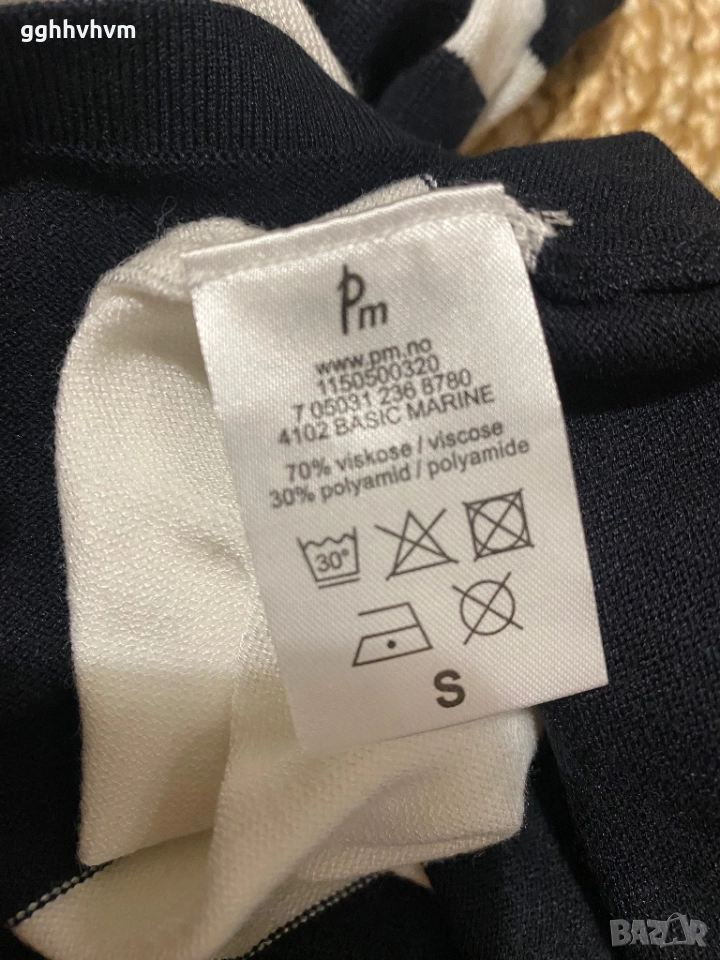 gghhvhvm
Pm
www.pm.no
1150500320
7 05031 236 8780
4102 BASIC MARINE
70% viskose / viscose
30% polyamid / polyamide
30°
S
BAZAR